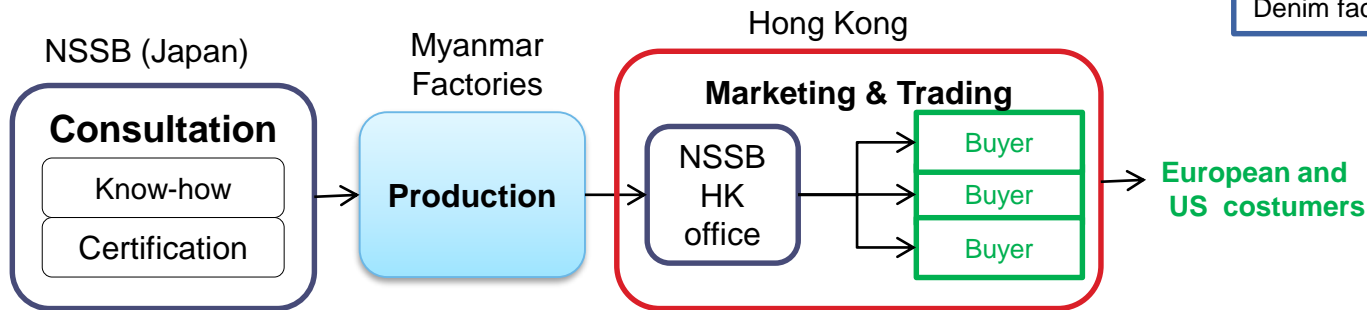 Denim
Hong Kong
NSSB (Japan)
Myanmar
Factories
Marketing & Trading
Consultation
Know-how
Certification
Production
NSSB
HK
office
Buyer
Buyer
Buyer
European and
US costumers